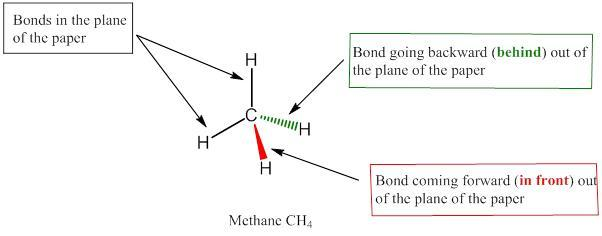 Bonds in the plane
of the paper
Bond going backward (behind) out of
the plane of the paper
H
C
H
H
H
Bond coming forward (in front) out
of the plane of the paper
Methane CH₄